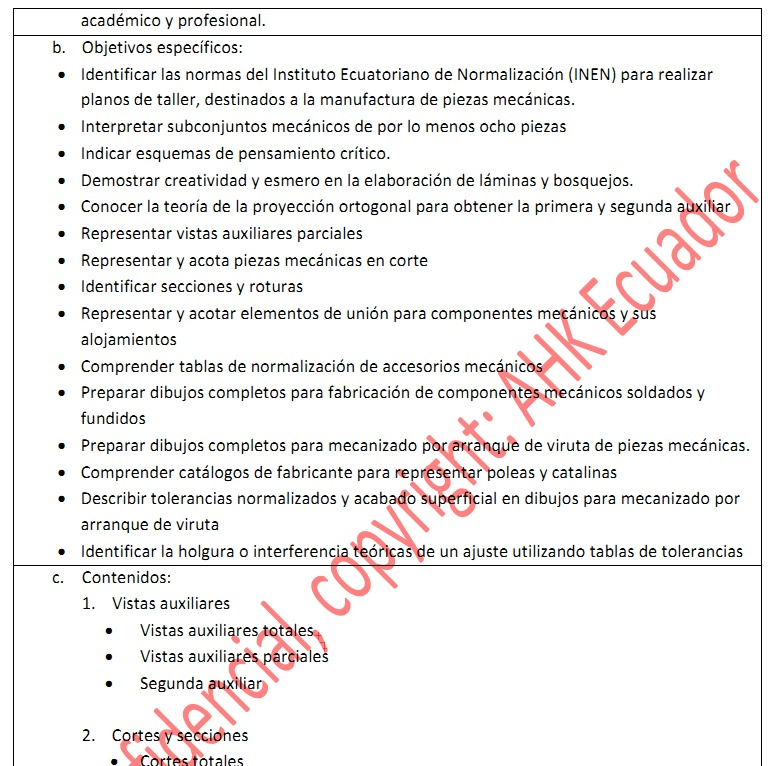 académico y profesional.
b. Objetivos específicos:
• Identificar las normas del Instituto Ecuatoriano de Normalización (INEN) para realizar
planos de taller, destinados a la manufactura de piezas mecánicas.
• Interpretar subconjuntos mecánicos de por lo menos ocho piezas
• Indicar esquemas de pensamiento crítico.
• Demostrar creatividad y esmero en la elaboración de láminas y bosquejos.
• Conocer la teoría de la proyección ortogonal para obtener la primera y segunda auxiliar
• Representar vistas auxiliares parciales
• Representar y acota piezas mecánicas en corte
• Identificar secciones y roturas
• Representar y acotar elementos de unión para componentes mecánicos y sus
alojamientos
• Comprender tablas de normalización de accesorios mecánicos
• Preparar dibujos completos para fabricación de componentes mecánicos soldados y
fundidos
• Preparar dibujos completos para mecanizado por arranque de viruta de piezas mecánicas.
• Comprender catálogos de fabricante para representar poleas y catalinas
• Describir tolerancias normalizados y acabado superficial en dibujos para mecanizado por
arranque de viruta
• Identificar la holgura o interferencia teóricas de un ajuste utilizando tablas de tolerancias
c. Contenidos:
1. Vistas auxiliares
• Vistas auxiliares totales
• Vistas auxiliares parciales
• Segunda auxiliar
2. Cortes y secciones
• Cortes totales
fidencial, copyright: AHK Ecuador